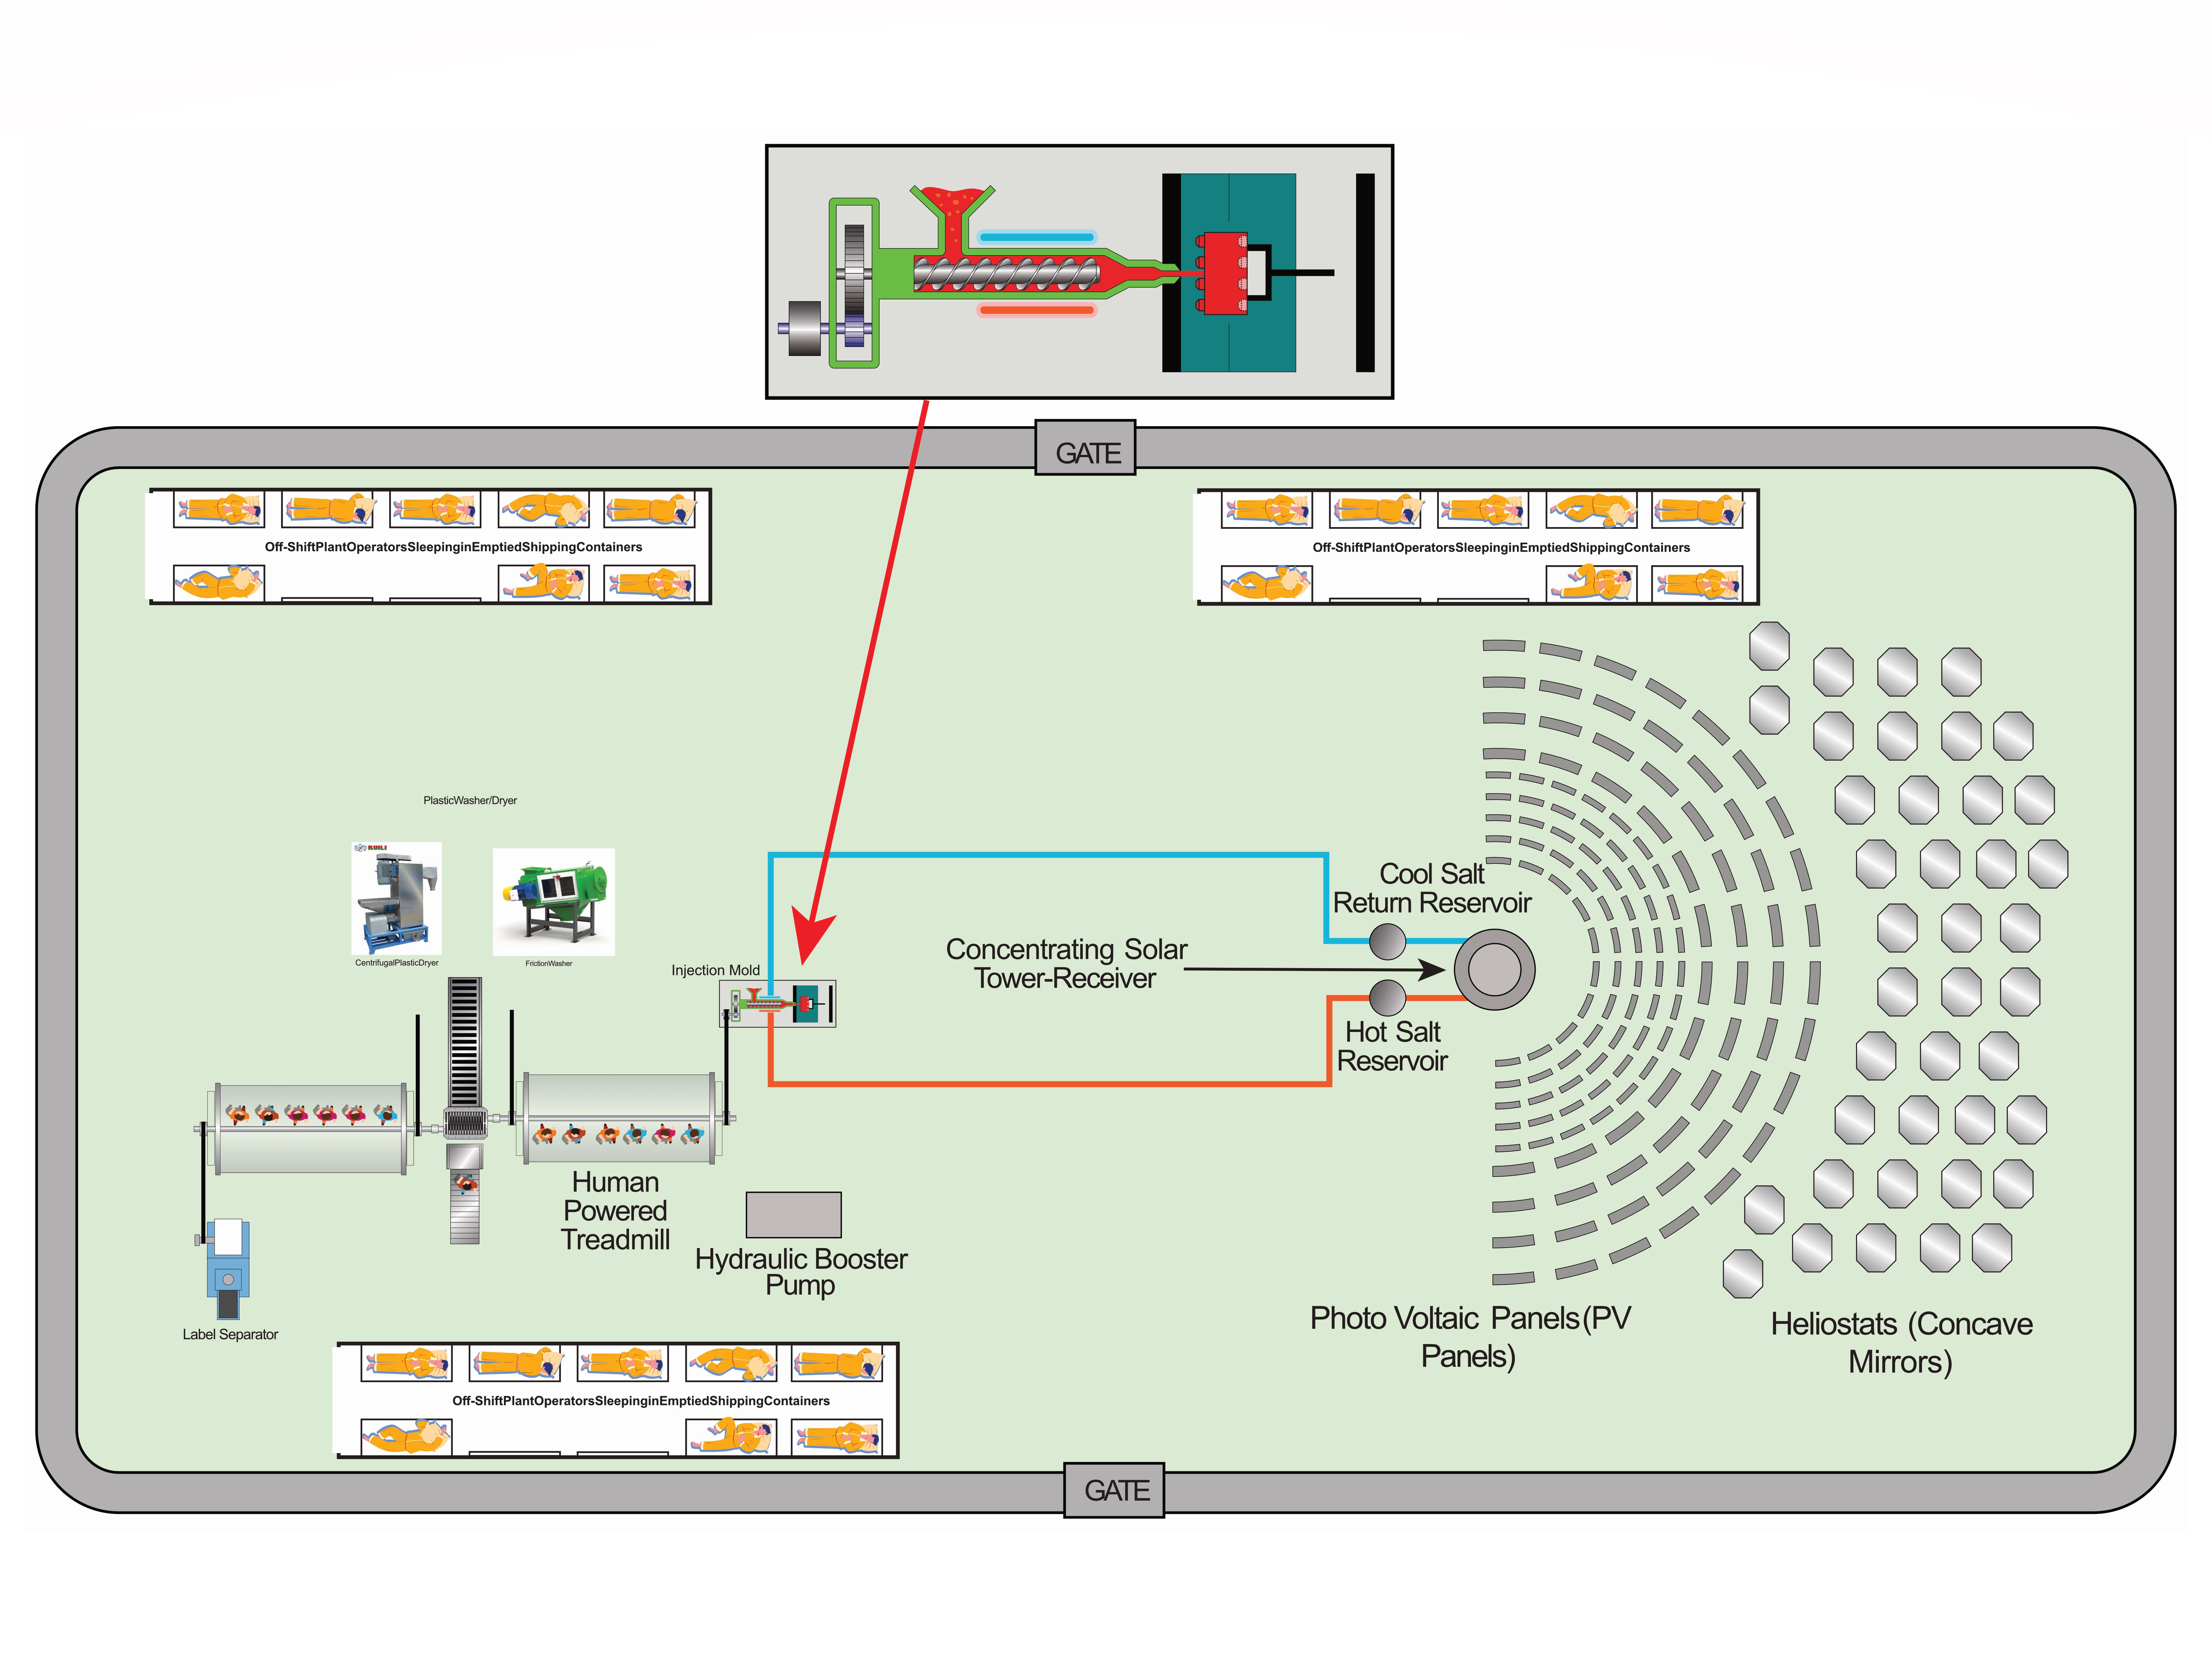 GATE
Off-ShiftPlantOperatorsSleepinginEmptiedShippingContainers
Off-ShiftPlantOperatorsSleepinginEmptiedShippingContainers
PlasticWasher/Dryer
RUILI
CentrifugalPlasticDryer
FrictionWasher
Injection Mold
Concentrating Solar
Tower-Receiver
Cool Salt
Return Reservoir
Hot Salt
Reservoir
Human
Powered
Treadmill
Hydraulic Booster
Pump
Label Separator
Photo Voltaic Panels(PV
Panels)
Heliostats (Concave
Mirrors)
Off-ShiftPlantOperatorsSleepinginEmptiedShippingContainers
GATE